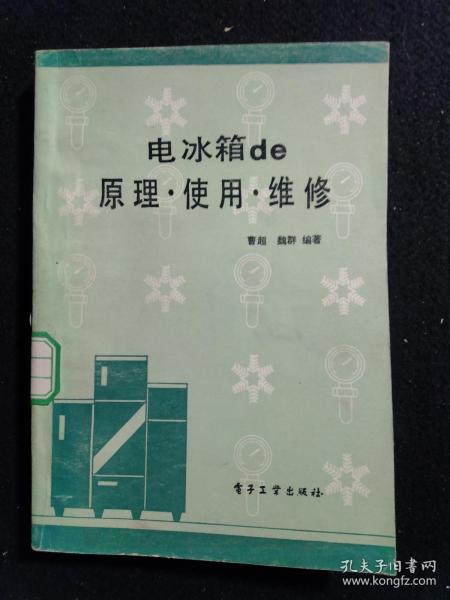 电冰箱de
原理·使用·维修
曹超 魏群 编著
电子工业出版社
孔夫子旧书网
www.kongfz.com